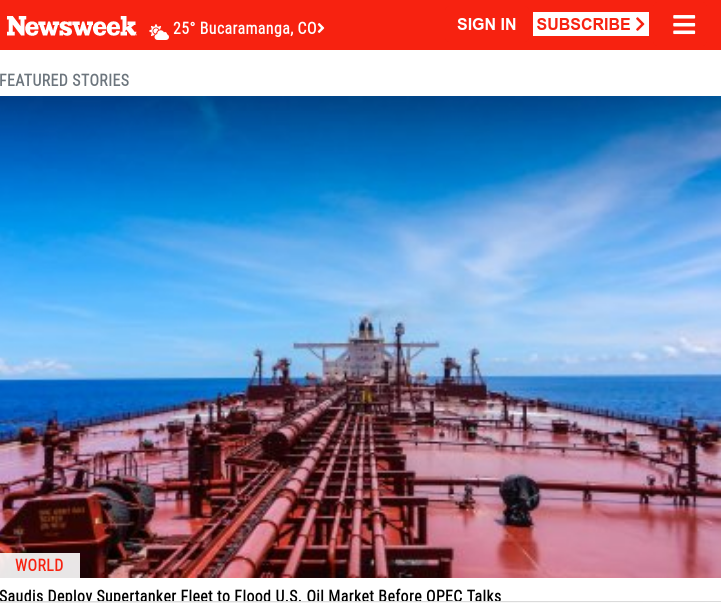 Newsweek 25° Bucaramanga, CO SIGN IN SUBSCRIBE
FEATURED STORIES
WORLD
Saudis Deploy Supertanker Fleet to Flood U.S. Oil Market Before OPEC Talks